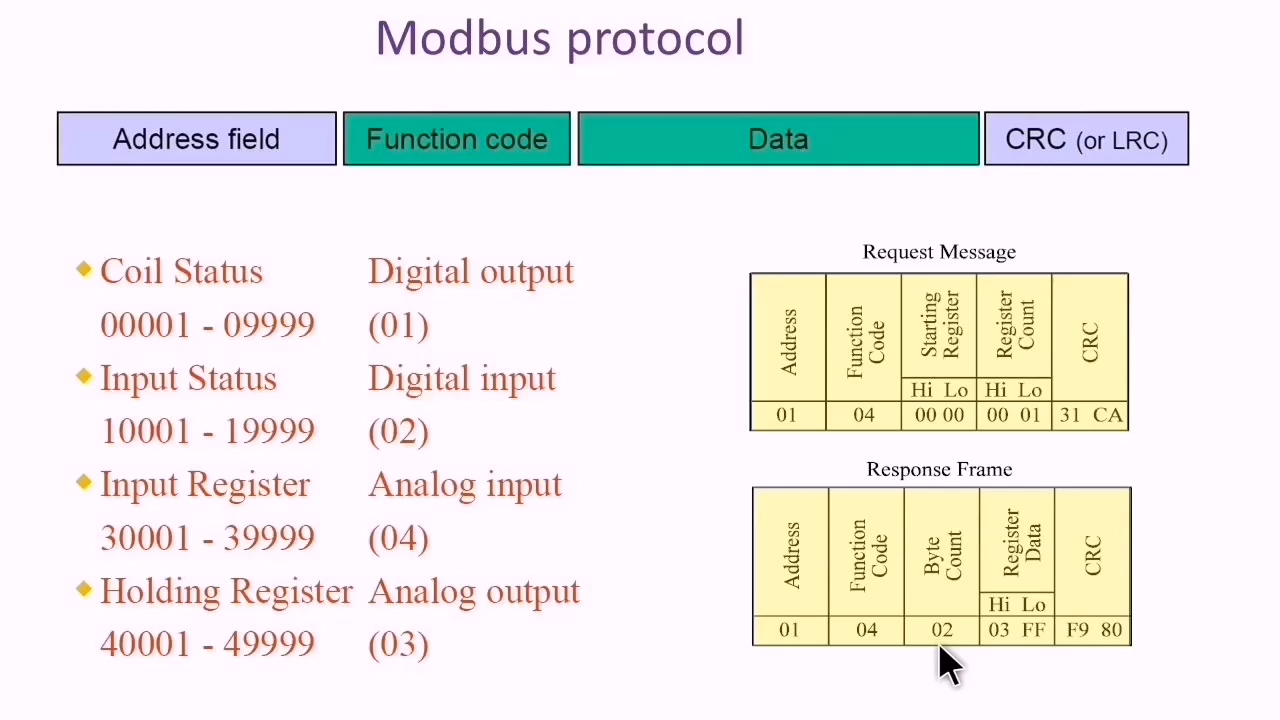 Modbus protocol
Address field Function code Data CRC (or LRC)
Coil Status Digital output
00001 - 09999 (01)
Input Status Digital input
10001 - 19999 (02)
Input Register Analog input
30001 - 39999 (04)
Holding Register Analog output
40001 - 49999 (03)
Request Message
Address Function Code Starting Register Register Count CRC
Hi Lo Hi Lo
01 04 00 00 00 01 31 CA
Response Frame
Address Function Code Byte Count Register Data CRC
Hi Lo
01 04 02 03 FF F9 80